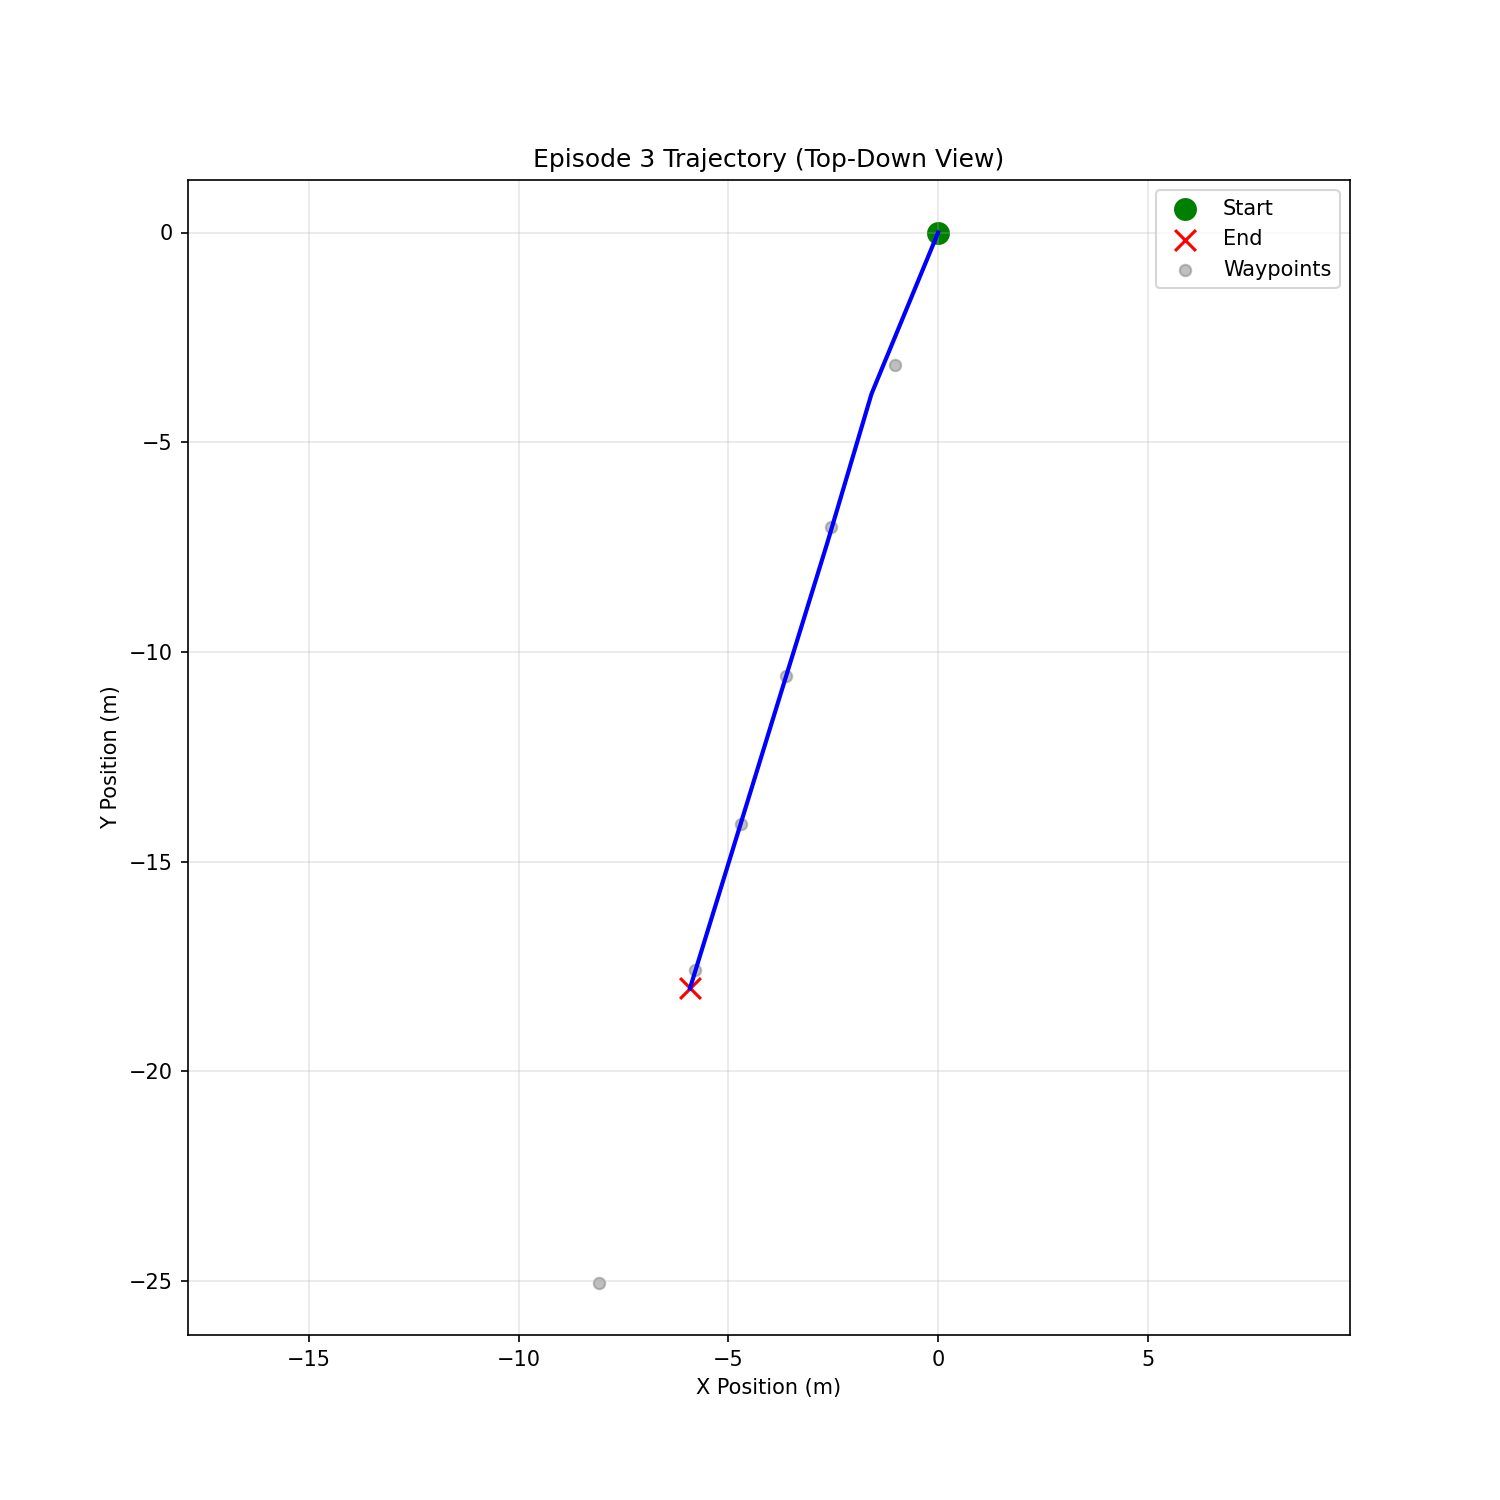 Episode 3 Trajectory (Top-Down View)
Start
End
Waypoints
0
−5
−10
−15
−20
−25
Y Position (m)
−15
−10
−5
0
5
X Position (m)